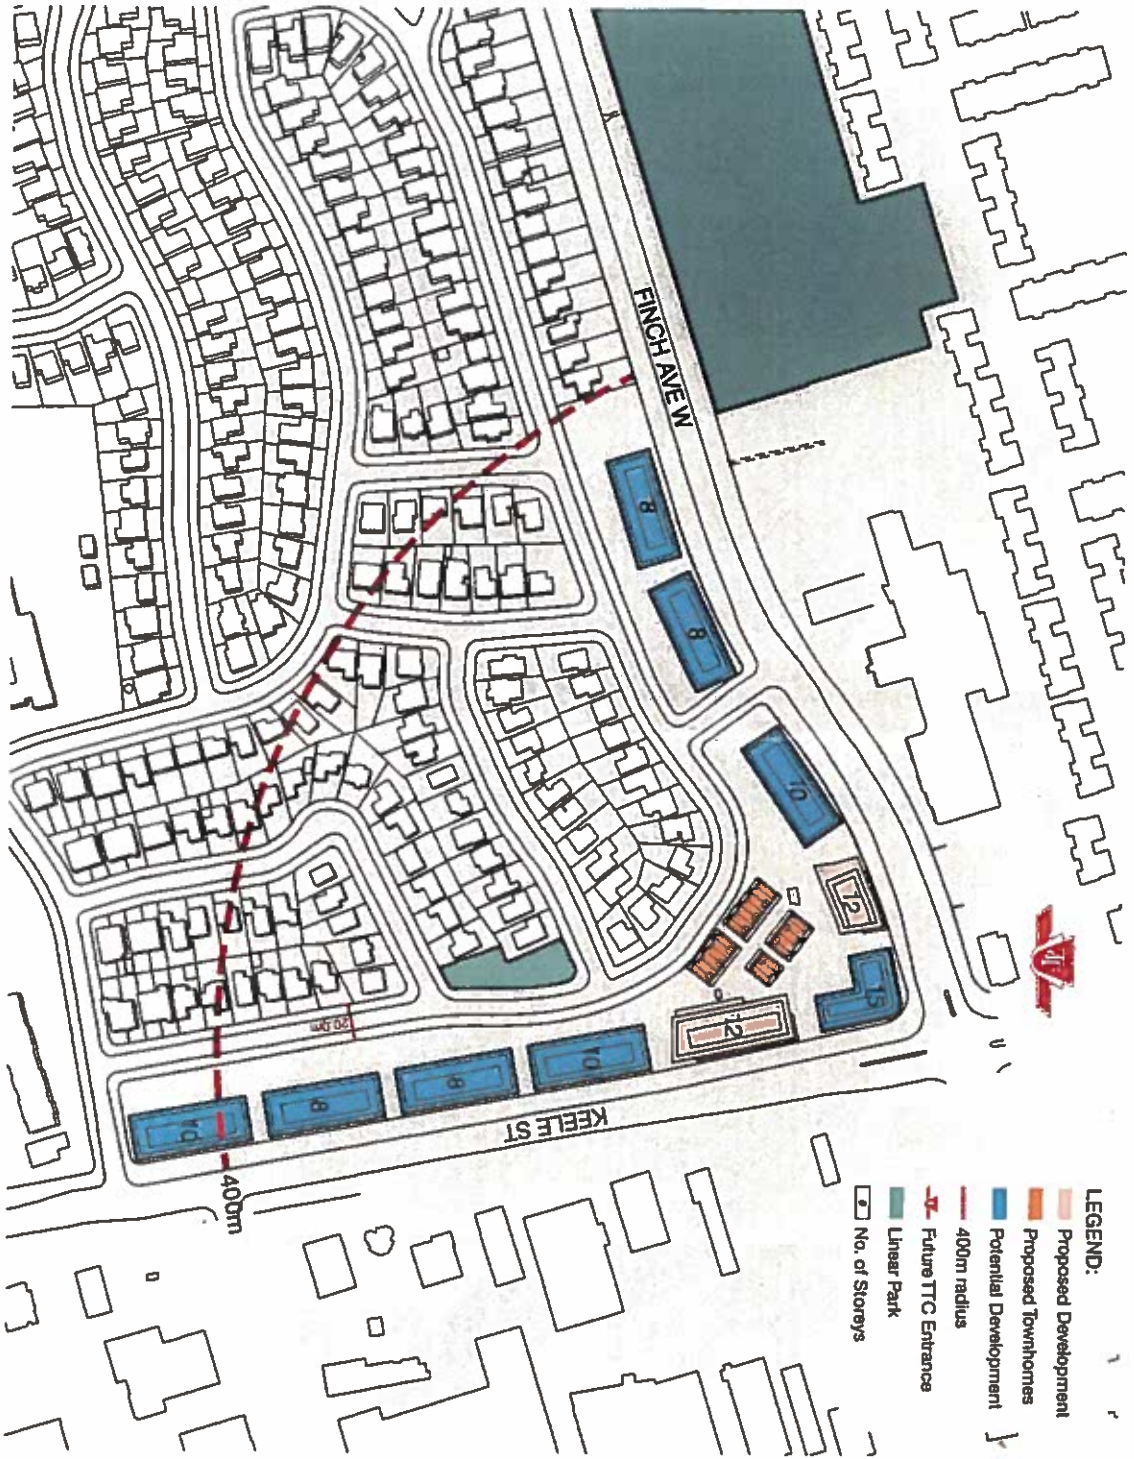 FINCH AVE W
8
8
10
12
15
12
10
8
8
10
KEELE ST
20.0m
400m
LEGEND:
Proposed Development
Proposed Townhomes
Potential Development
400m radius
Future TTC Entrance
Linear Park
No. of Storeys